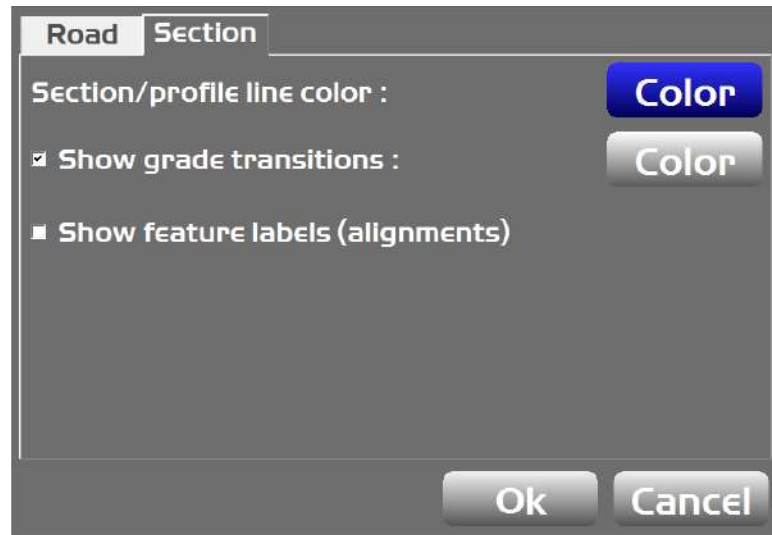 Road Section
Section/profile line color : Color
Show grade transitions : Color
Show feature labels (alignments)
Ok Cancel